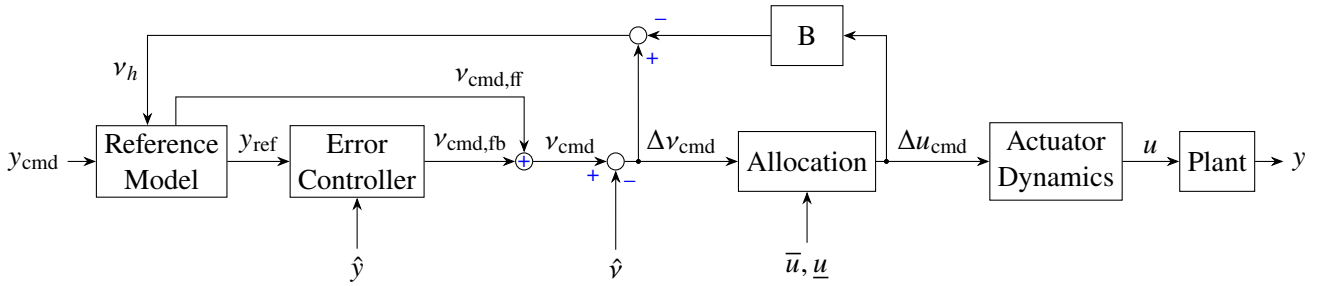 −
B
+
ν_h
ν_cmd,ff
y_cmd
Reference
Model
y_ref
Error
Controller
ν_cmd,fb
+
ν_cmd
+
−
Δν_cmd
Allocation
Δu_cmd
Actuator
Dynamics
u
Plant
y
ŷ
ν̂
u̅, u̲